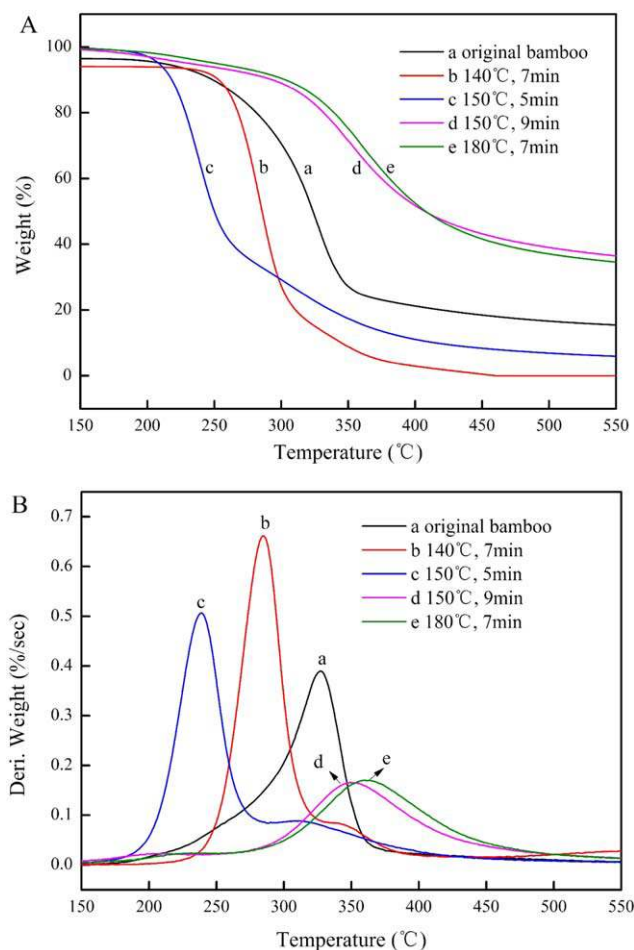 A
100
80
60
40
20
0
Weight (%)
a original bamboo
b 140℃, 7min
c 150℃, 5min
d 150℃, 9min
e 180℃, 7min
c
b
a
d
e
150 200 250 300 350 400 450 500 550
Temperature (℃)
B
0.7
0.6
0.5
0.4
0.3
0.2
0.1
0.0
Deri. Weight (%/sec)
a original bamboo
b 140℃, 7min
c 150℃, 5min
d 150℃, 9min
e 180℃, 7min
b
c
a
d
e
150 200 250 300 350 400 450 500 550
Temperature (℃)